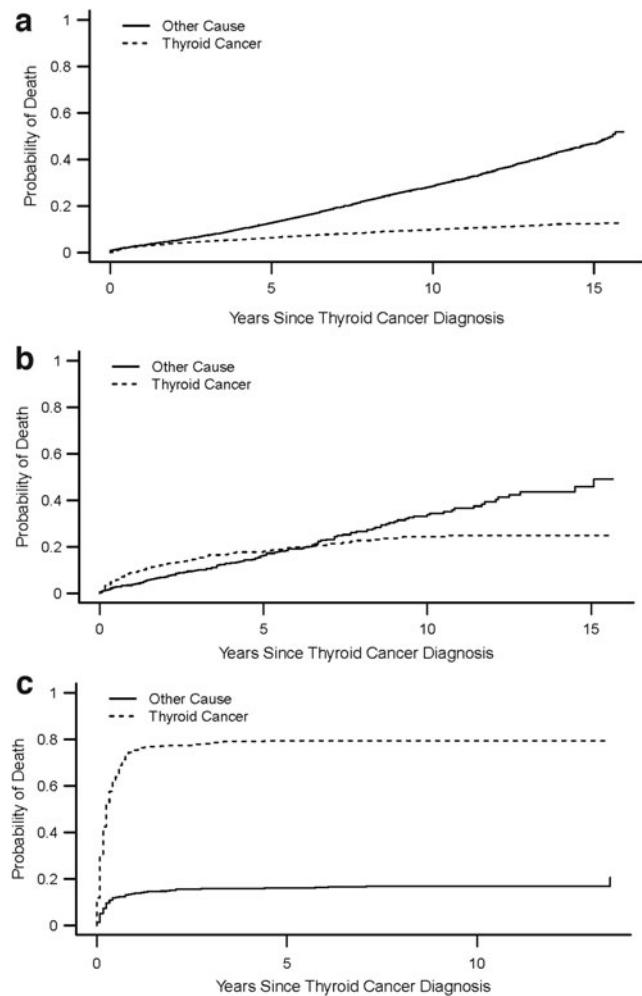 a
Other Cause
Thyroid Cancer
Probability of Death
1
0.8
0.6
0.4
0.2
0
0 5 10 15
Years Since Thyroid Cancer Diagnosis
b
Other Cause
Thyroid Cancer
Probability of Death
1
0.8
0.6
0.4
0.2
0
0 5 10 15
Years Since Thyroid Cancer Diagnosis
c
Other Cause
Thyroid Cancer
Probability of Death
1
0.8
0.6
0.4
0.2
0
0 5 10
Years Since Thyroid Cancer Diagnosis